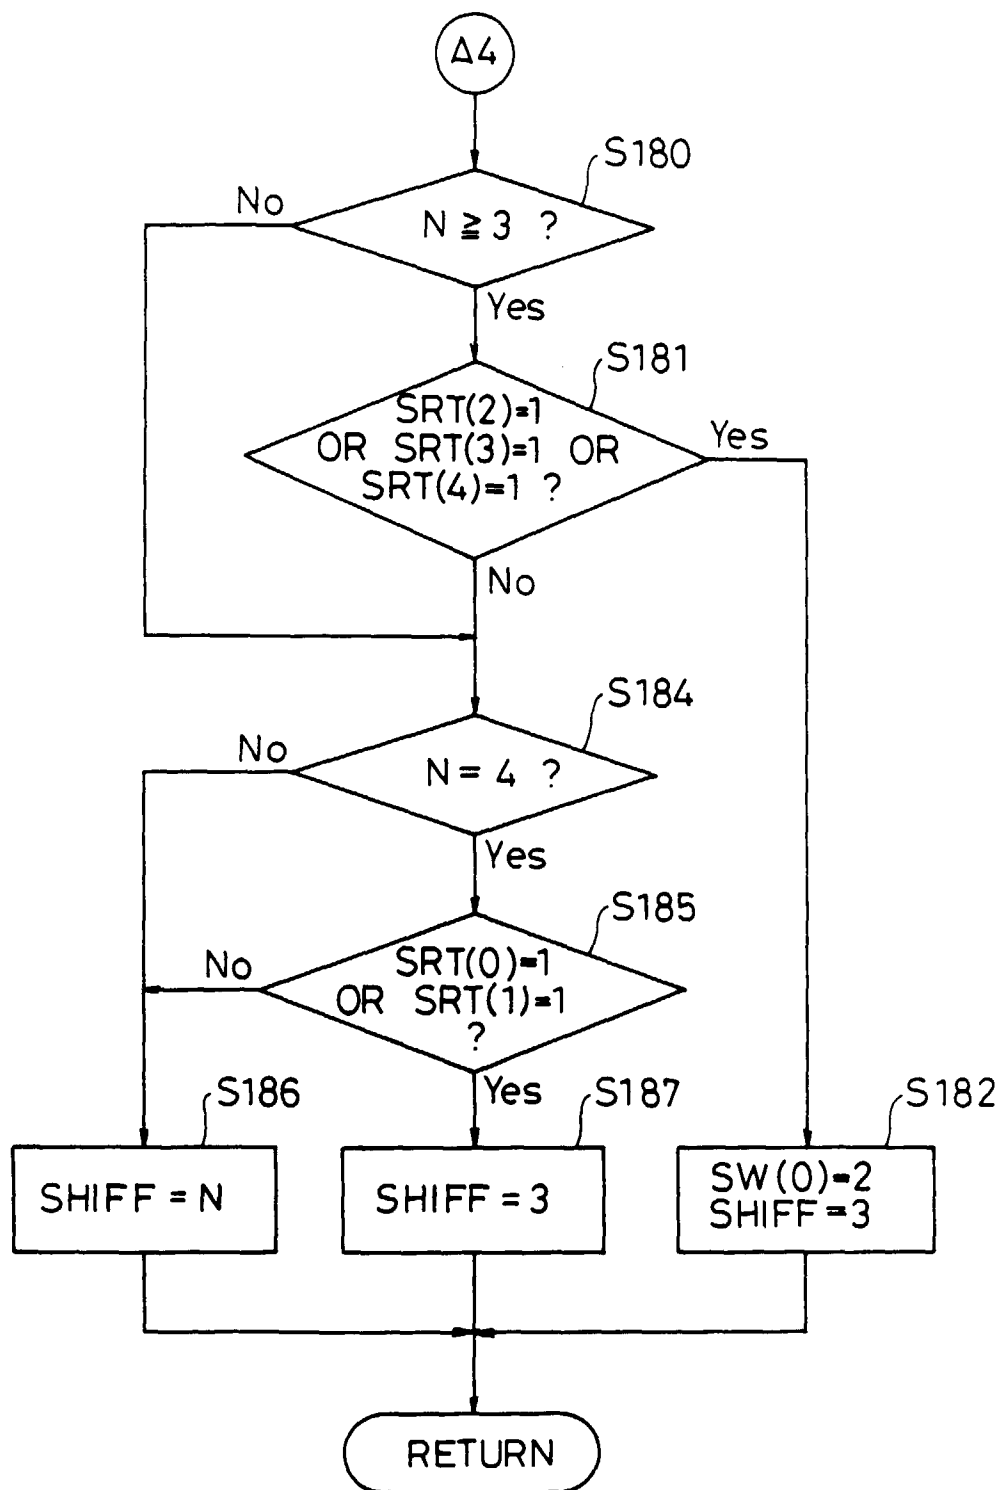 Δ4
S180
No
N ≧ 3 ?
Yes
S181
SRT(2)=1
OR SRT(3)=1 OR
SRT(4)=1 ?
Yes
No
S184
No
N = 4 ?
Yes
S185
No
SRT(0)=1
OR SRT(1)=1
?
Yes
S186
S187
S182
SHIFF = N
SHIFF = 3
SW(0)=2
SHIFF=3
RETURN